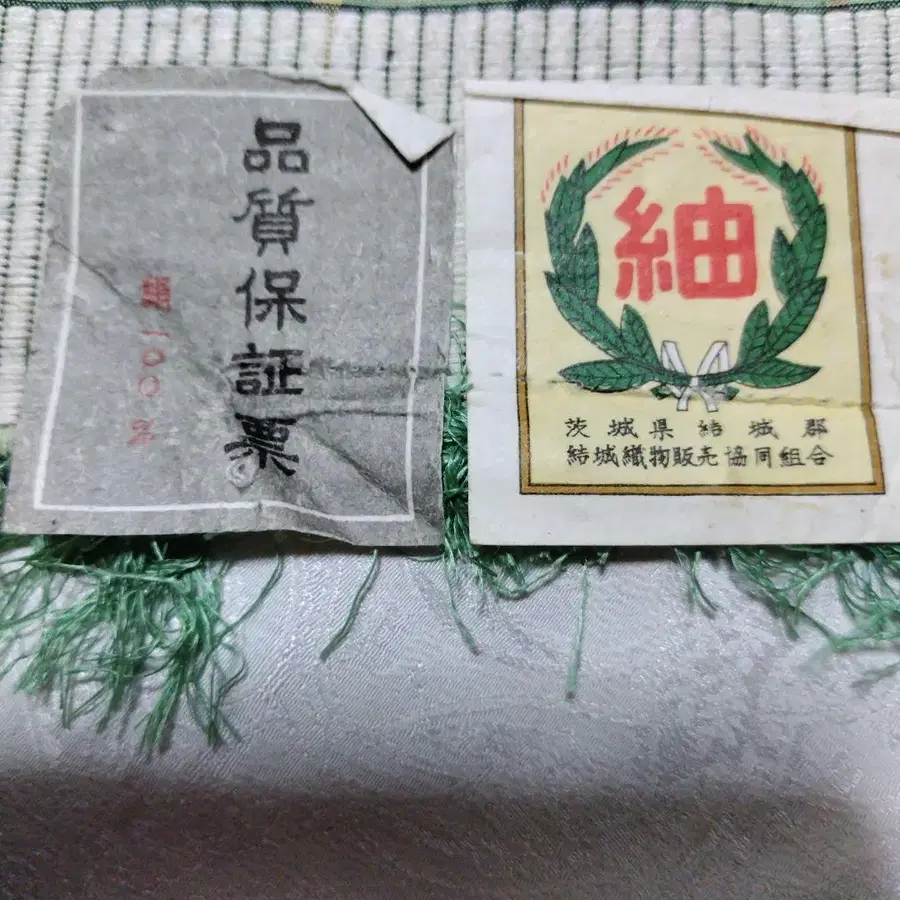 品質保証票
絹一〇〇%
紬
茨城県結城郡
結城織物販売協同組合